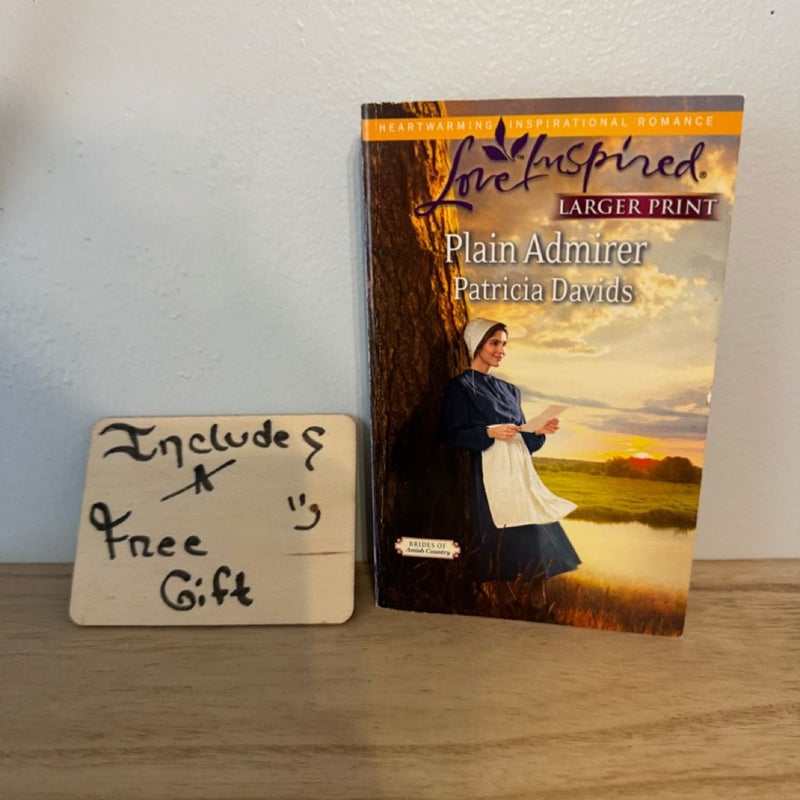 Includes
A
Free
Gift
HEARTWARMING INSPIRATIONAL ROMANCE
Love Inspired®
LARGER PRINT
Plain Admirer
Patricia Davids
BRIDES OF
Amish Country